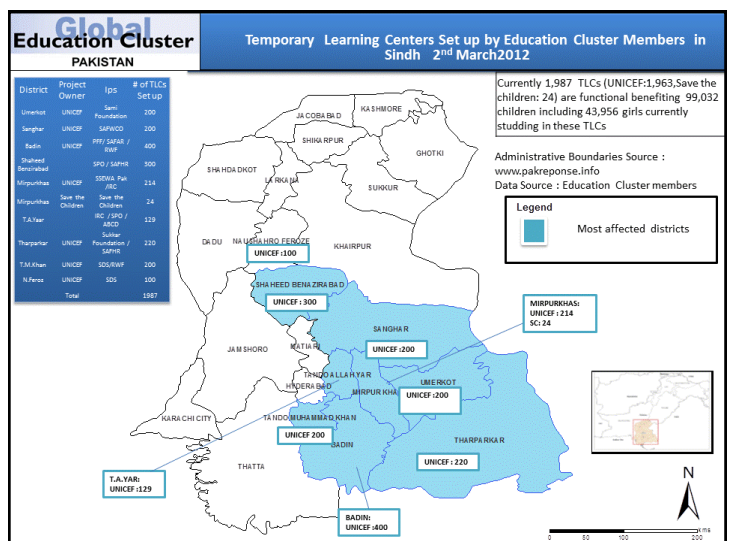 Global
Education Cluster
PAKISTAN
Temporary Learning Centers Set up by Education Cluster Members in
Sindh 2nd March2012
District Project Owner Ips # of TLCs Set up
Umerkot UNICEF Sami Foundation 200
Sanghar UNICEF SAFWCO 200
Badin UNICEF PFF/ SAFAR / RWF 400
Shaheed Benzirabad SPO / SAFHR 300
Mirpurkhas UNICEF SSEWA Pak /IRC 214
Mirpurkhas Save the Children Save the Children 24
T.A.Yaar IRC / SPO / ABCD 129
Tharparkar UNICEF Sukkar Foundation / SAFHR 220
T.M.Khan UNICEF SDS/RWF 200
N.Feroz UNICEF SDS 100
Total 1987
Currently 1,987 TLCs (UNICEF:1,963,Save the
children: 24) are functional benefiting 99,032
children including 43,956 girls currently
studding in these TLCs
Administrative Boundaries Source :
www.pakreponse.info
Data Source : Education Cluster members
Legend
Most affected districts
KASHMORE
JACOBABAD
SHIKARPUR
GHOTKI
SHAHDADKOT
LARKANA
SUKKUR
DADU
NAUSHAHRO FEROZE
KHAIRPUR
UNICEF :100
SHAHEED BENAZIRABAD
UNICEF : 300
MIRPURKHAS:
UNICEF : 214
SC: 24
SANGHAR
UNICEF :200
JAMSHORO
MATIARI
TANDO ALLAH YAR
HYDERABAD
MIRPUR KHA
UMERKOT
UNICEF :200
KARACHI CITY
TANDO MUHAMMAD KHAN
UNICEF 200
BADIN
THARPARKAR
UNICEF : 220
THATTA
T.A.YAR:
UNICEF :129
BADIN:
UNICEF :400
N
0 50 100 200
kms